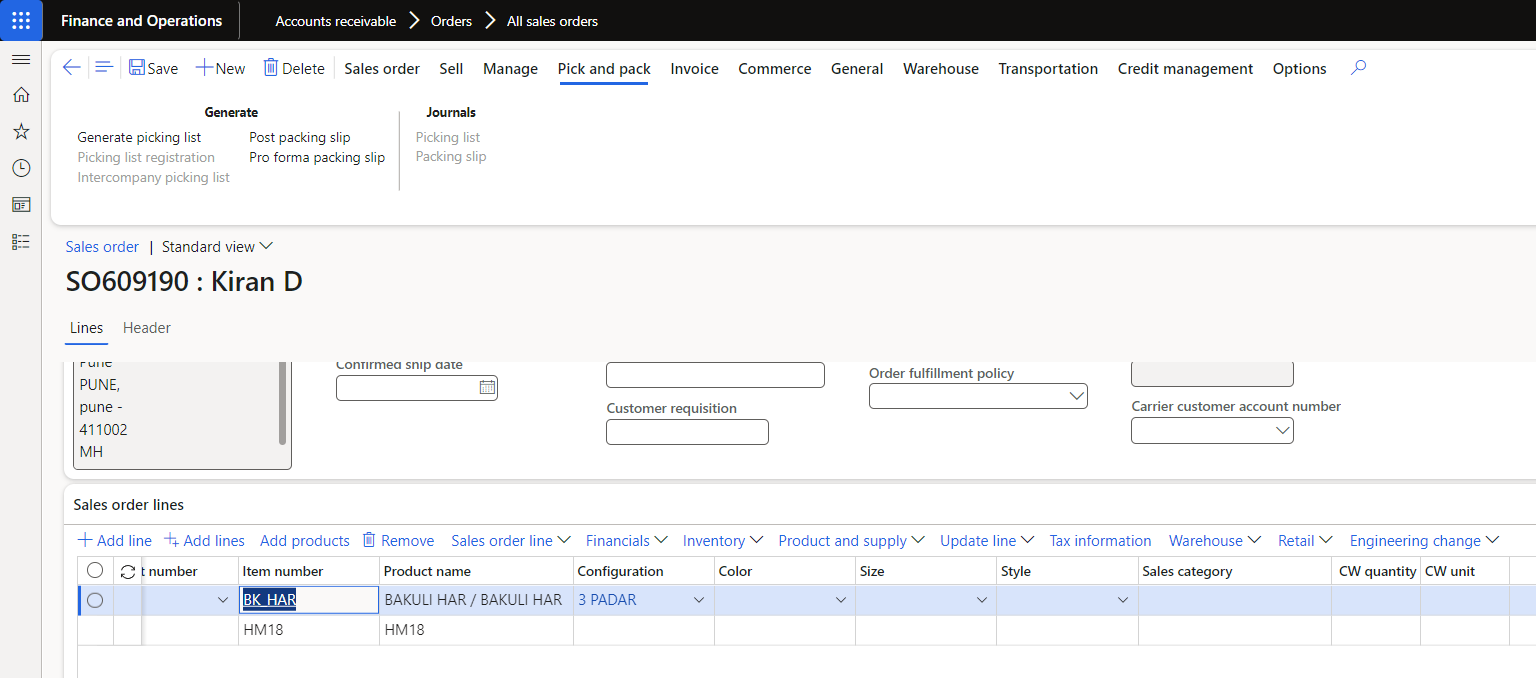 Finance and Operations
Accounts receivable > Orders > All sales orders
Save New Delete Sales order Sell Manage Pick and pack Invoice Commerce General Warehouse Transportation Credit management Options
Generate
Generate picking list
Picking list registration
Intercompany picking list
Post packing slip
Pro forma packing slip
Journals
Picking list
Packing slip
Sales order | Standard view
SO609190 : Kiran D
Lines Header
Pune
PUNE,
pune -
411002
MH
Confirmed ship date
Customer requisition
Order fulfillment policy
Carrier customer account number
Sales order lines
Add line Add lines Add products Remove Sales order line Financials Inventory Product and supply Update line Tax information Warehouse Retail Engineering change
t number Item number Product name Configuration Color Size Style Sales category CW quantity CW unit
BK_HAR BAKULI HAR / BAKULI HAR 3 PADAR
HM18 HM18